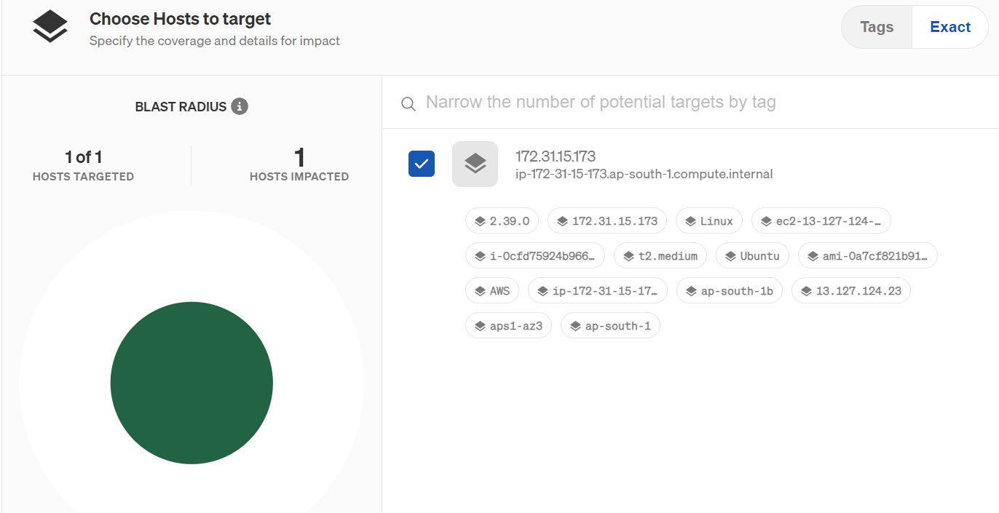 Choose Hosts to target
Specify the coverage and details for impact
Tags
Exact
BLAST RADIUS
1 of 1
HOSTS TARGETED
1
HOSTS IMPACTED
Narrow the number of potential targets by tag
172.31.15.173
ip-172-31-15-173.ap-south-1.compute.internal
2.39.0
172.31.15.173
Linux
ec2-13-127-124-…
i-0cfd75924b966…
t2.medium
Ubuntu
ami-0a7cf821b91…
AWS
ip-172-31-15-17…
ap-south-1b
13.127.124.23
aps1-az3
ap-south-1